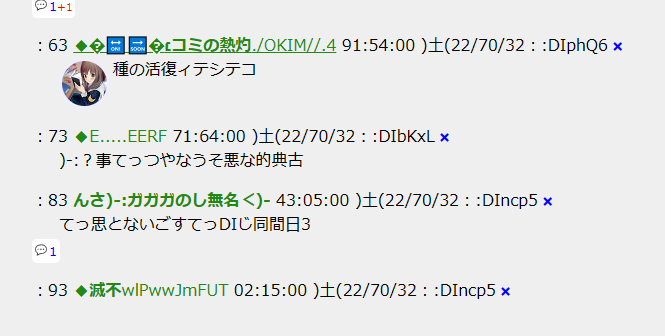 1+1
: 63 ◆�🔛🔜�ɾコミの熱灼./OKIM//.4 91:54:00 )土(22/70/32 : :DIphQ6 ×
種の活復ィテシテコ
: 73 ◆E.....EERF 71:64:00 )土(22/70/32 : :DIbKxL ×
)-:？事てっつやなうそ悪な的典古
: 83 んさ)-:ガガガのし無名く)- 43:05:00 )土(22/70/32 : :DIncp5 ×
てっ思とないごすてっDIじ同間日3
1
: 93 ◆滅不wlPwwJmFUT 02:15:00 )土(22/70/32 : :DIncp5 ×